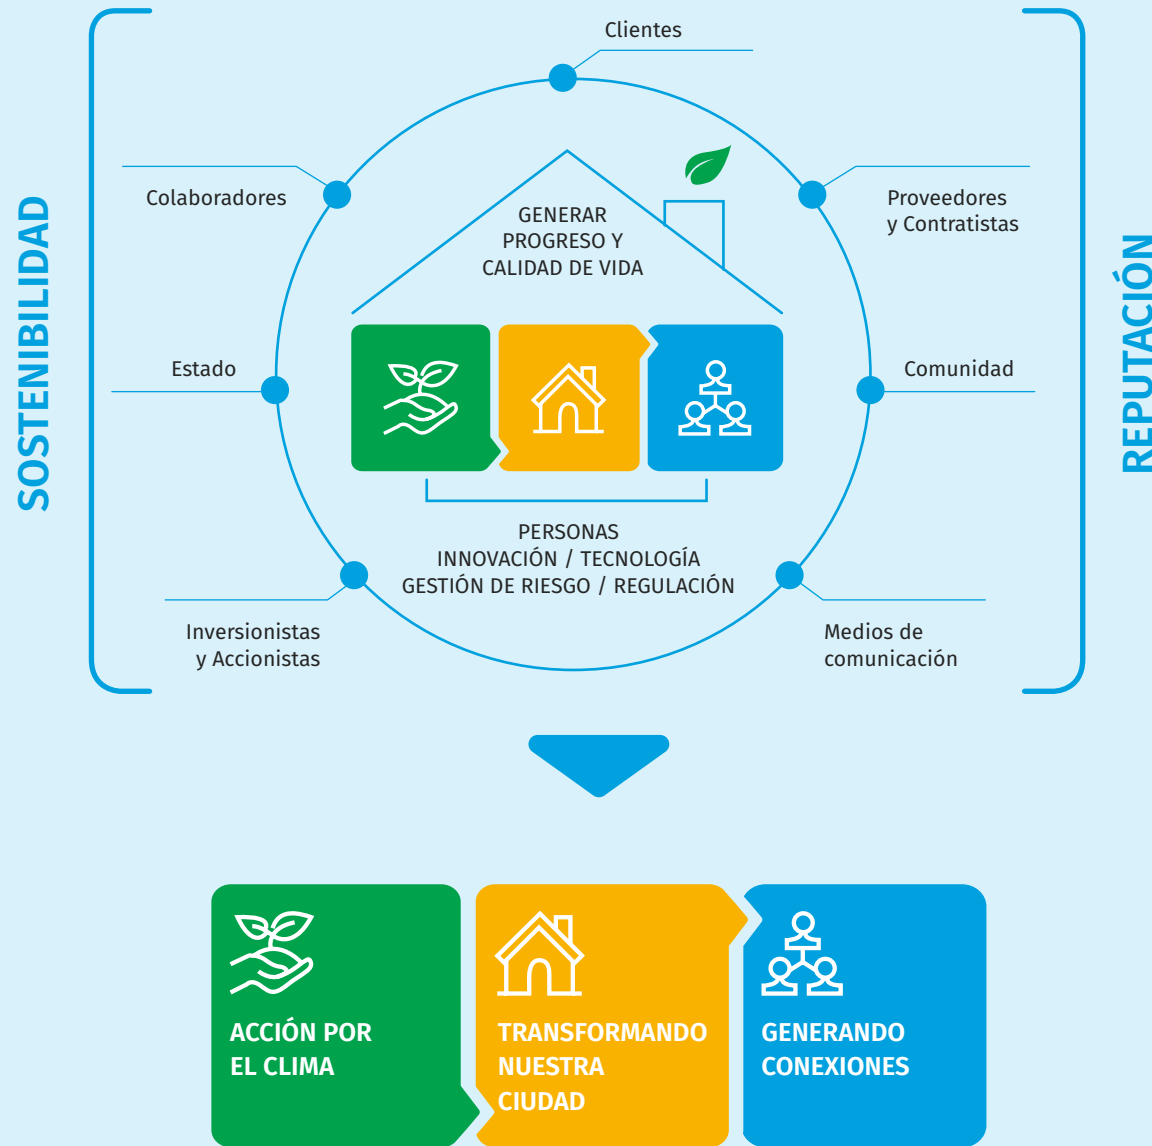 Clientes
Colaboradores
Proveedores
y Contratistas
GENERAR
PROGRESO Y
CALIDAD DE VIDA
SOSTENIBILIDAD
REPUTACIÓN
Estado
Comunidad
PERSONAS
INNOVACIÓN / TECNOLOGÍA
GESTIÓN DE RIESGO / REGULACIÓN
Inversionistas
y Accionistas
Medios de
comunicación
ACCIÓN POR
EL CLIMA
TRANSFORMANDO
NUESTRA
CIUDAD
GENERANDO
CONEXIONES